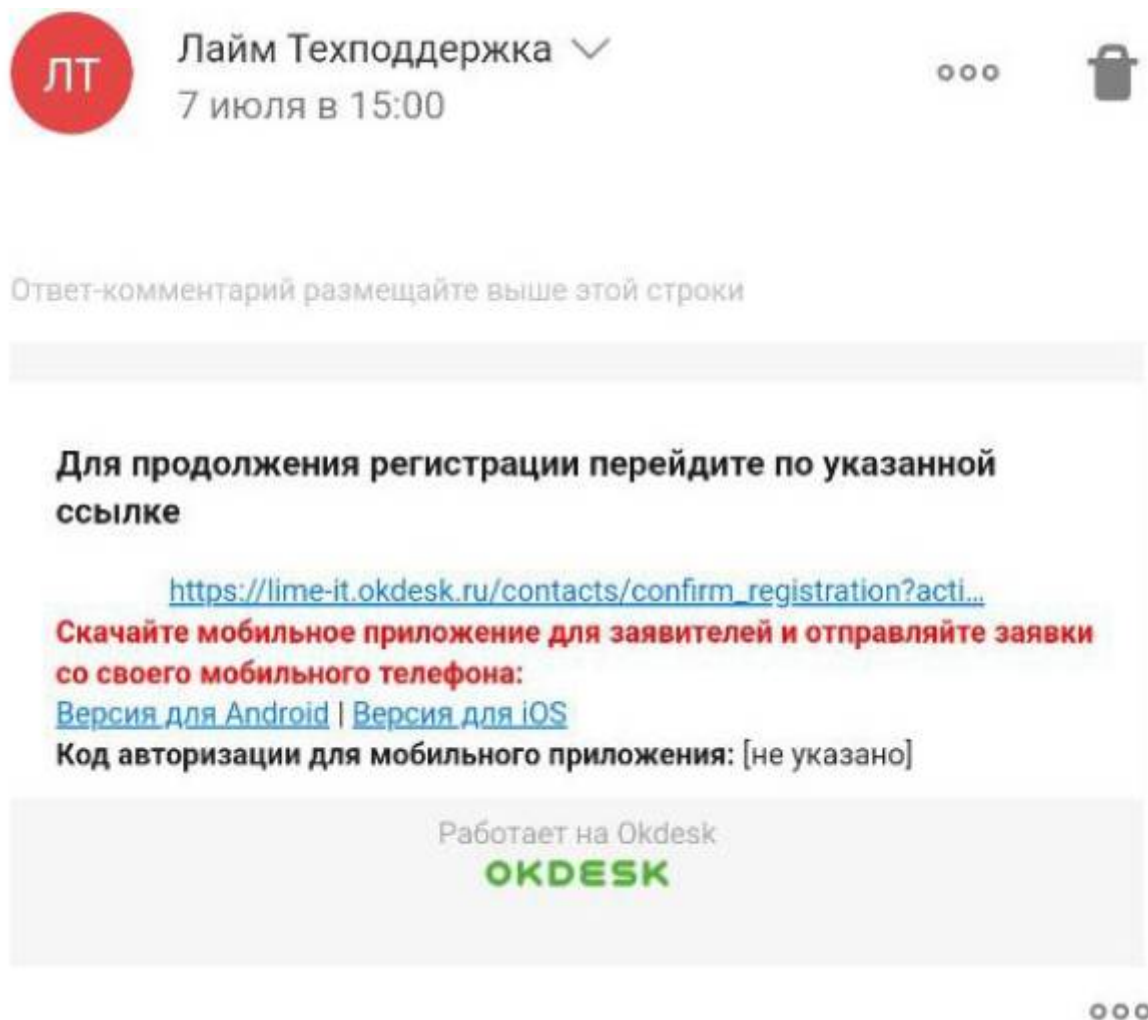 ЛТ
Лайм Техподдержка
7 июля в 15:00
Ответ-комментарий размещайте выше этой строки
Для продолжения регистрации перейдите по указанной
ссылке
https://lime-it.okdesk.ru/contacts/confirm_registration?acti...
Скачайте мобильное приложение для заявителей и отправляйте заявки
со своего мобильного телефона:
Версия для Android | Версия для iOS
Код авторизации для мобильного приложения: [не указано]
Работает на Okdesk
OKDESK